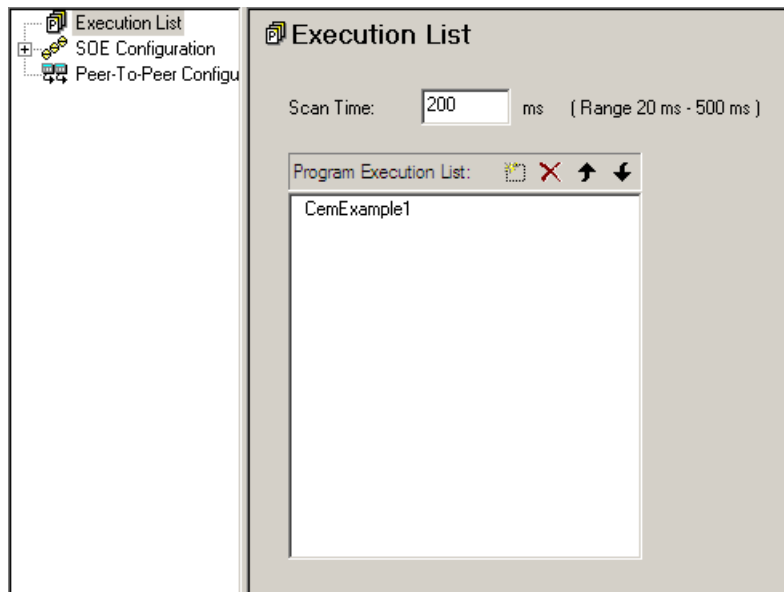 Execution List
SOE Configuration
Peer-To-Peer Configu
Execution List
Scan Time: 200 ms ( Range 20 ms - 500 ms )
Program Execution List:
CemExample1